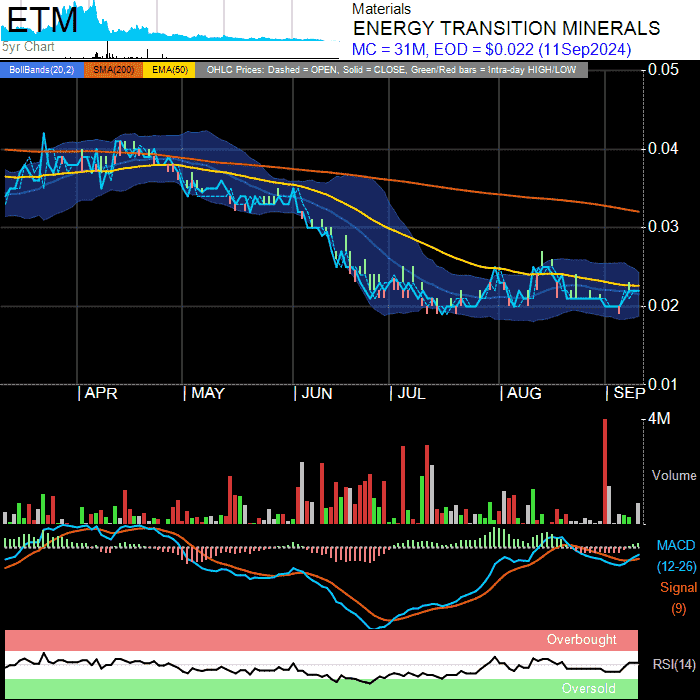 ETM
5yr Chart
Materials
ENERGY TRANSITION MINERALS
MC = 31M, EOD = $0.022 (11Sep2024)
BollBands(20,2) SMA(200) EMA(50) OHLC Prices: Dashed = OPEN, Solid = CLOSE, Green/Red bars = Intra-day HIGH/LOW
0.05
0.04
0.03
0.02
0.01
APR MAY JUN JUL AUG SEP
4M
Volume
MACD
(12-26)
Signal
(9)
Overbought
RSI(14)
Oversold